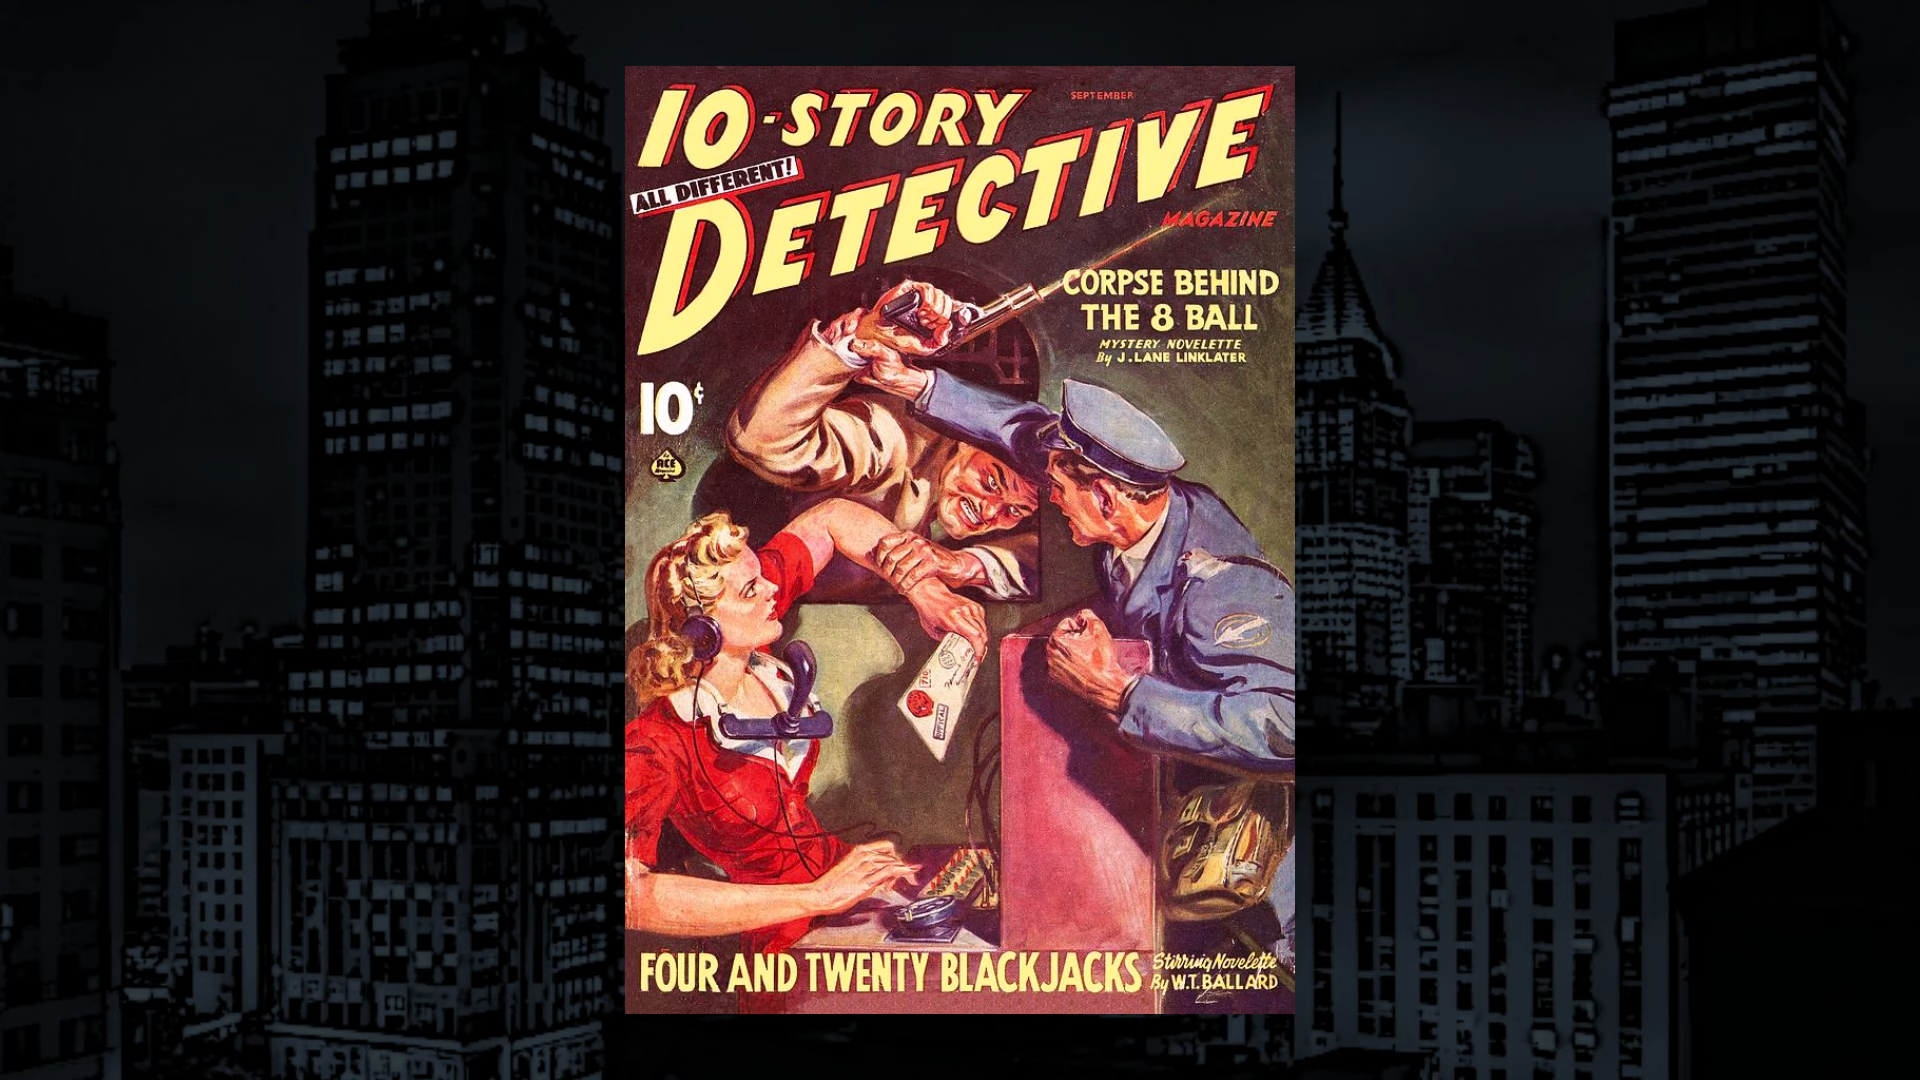 10-STORY
SEPTEMBER
ALL DIFFERENT!
DETECTIVE
MAGAZINE
CORPSE BEHIND
THE 8 BALL
MYSTERY NOVELETTE
By J. LANE LINKLATER
10¢
ACE
FOUR AND TWENTY BLACKJACKS
Stirring Novelette
By W.T. BALLARD